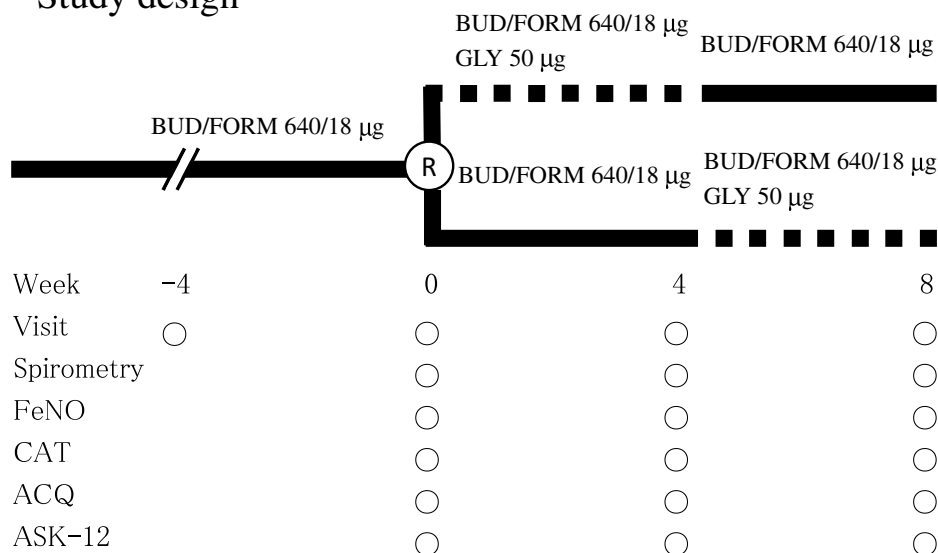 Study design
BUD/FORM 640/18 μg
GLY 50 μg
BUD/FORM 640/18 μg
BUD/FORM 640/18 μg
R
BUD/FORM 640/18 μg
BUD/FORM 640/18 μg
GLY 50 μg
Week -4 0 4 8
Visit
Spirometry
FeNO
CAT
ACQ
ASK-12